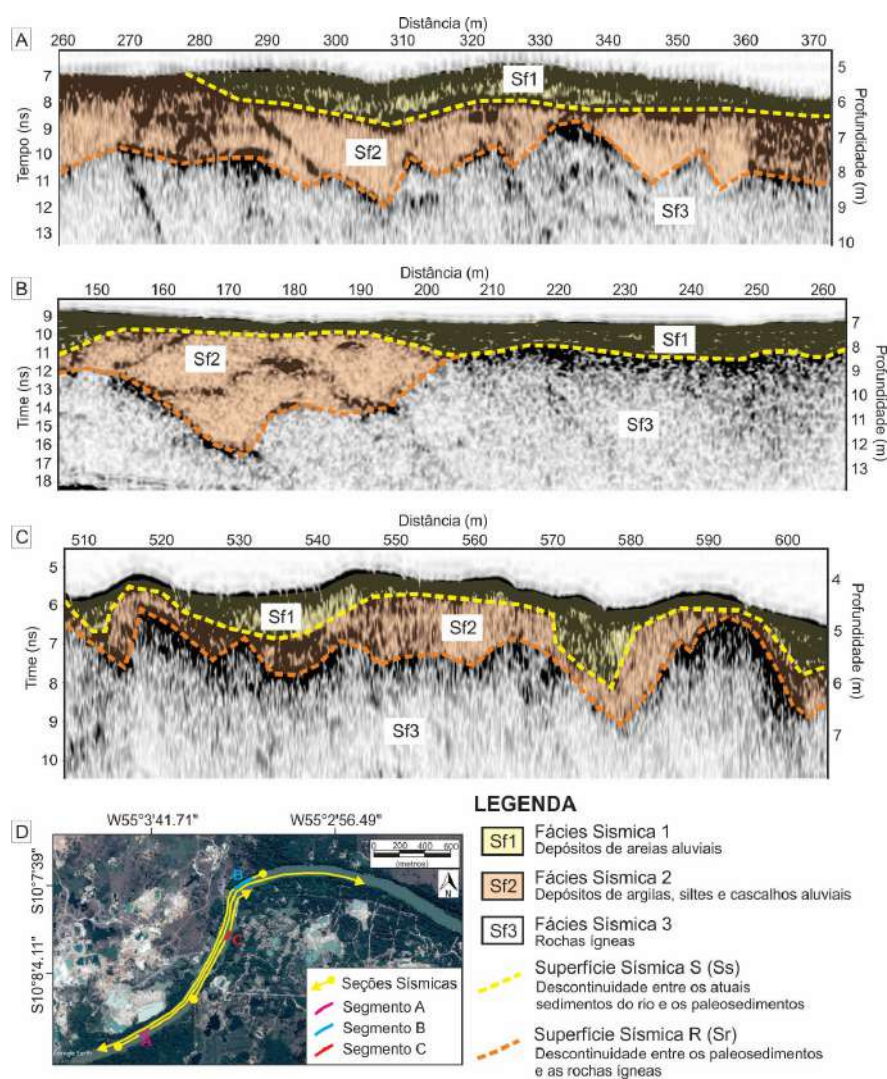 Distância (m)
A
260 270 280 290 300 310 320 330 340 350 360 370
7
8
9
10
11
12
13
Tempo (ns)
5
6
7
8
9
10
Profundidade (m)
Sf1
Sf2
Sf3
Distância (m)
B
150 160 172 180 190 200 210 220 230 240 250 260
9
10
11
12
13
14
15
16
17
18
Time (ns)
7
8
9
10
11
12
13
Profundidade (m)
Sf1
Sf2
Sf3
Distância (m)
C
510 520 530 540 550 560 570 580 590 600
5
6
7
8
9
10
Time (ns)
4
5
6
7
Profundidade (m)
Sf1
Sf2
Sf3
D
W55°3'41.71" W55°2'56.49"
S10°7'39"
S10°8'4.11"
0 200 400 600
(metros)
N
B
C
A
Seções Sísmicas
Segmento A
Segmento B
Segmento C
Google Earth
LEGENDA
Sf1 Fácies Sísmica 1
Depósitos de areias aluviais
Sf2 Fácies Sísmica 2
Depósitos de argilas, siltes e cascalhos aluviais
Sf3 Fácies Sísmica 3
Rochas ígneas
Superfície Sísmica S (Ss)
Descontinuidade entre os atuais
sedimentos do rio e os paleosedimentos
Superfície Sísmica R (Sr)
Descontinuidade entre os paleosedimentos
e as rochas ígneas